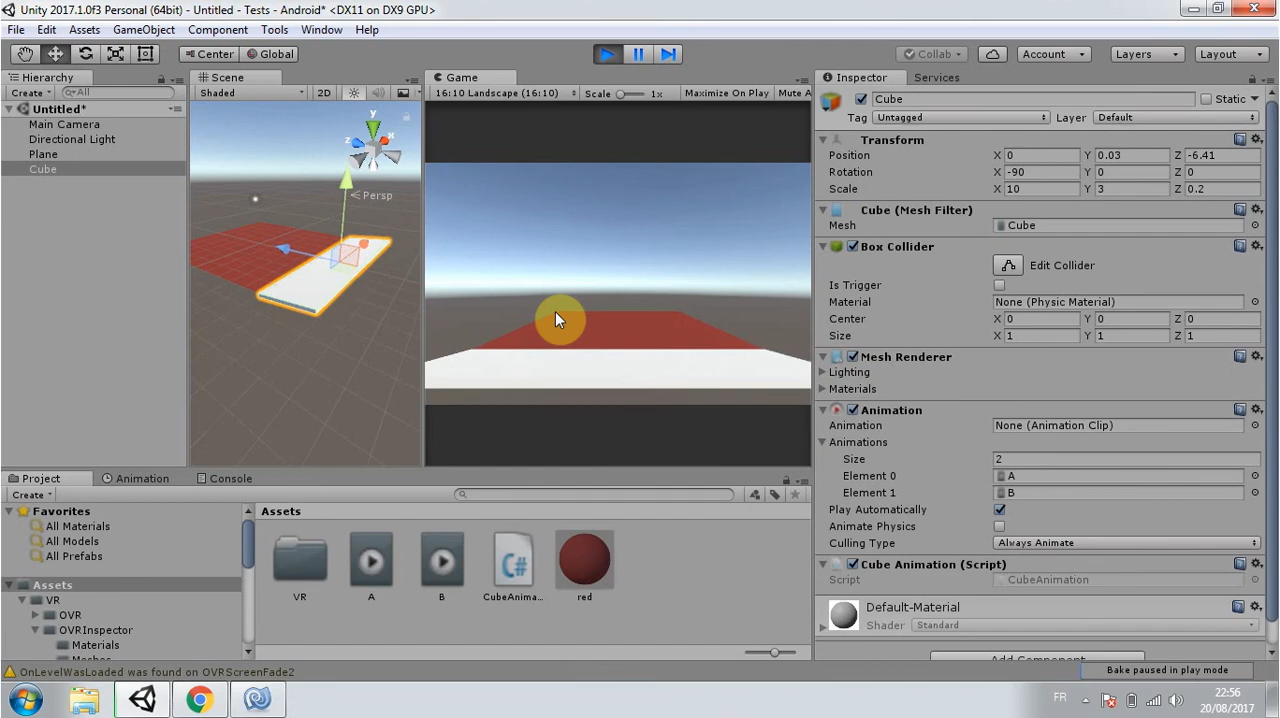 Unity 2017.1.0f3 Personal (64bit) - Untitled - Tests - Android* <DX11 on DX9 GPU>
File Edit Assets GameObject Component Tools Window Help
Center Global Collab Account Layers Layout
Hierarchy
Create All
Untitled*
Main Camera
Directional Light
Plane
Cube
Scene
Shaded 2D
y
z x
Persp
Game
16:10 Landscape (16:10) Scale 1x Maximize On Play Mute A
Inspector Services
Cube Static
Tag Untagged Layer Default
Transform
Position X 0 Y 0.03 Z -6.41
Rotation X -90 Y 0 Z 0
Scale X 10 Y 3 Z 0.2
Cube (Mesh Filter)
Mesh Cube
Box Collider
Edit Collider
Is Trigger
Material None (Physic Material)
Center X 0 Y 0 Z 0
Size X 1 Y 1 Z 1
Mesh Renderer
Lighting
Materials
Animation
Animation None (Animation Clip)
Animations
Size 2
Element 0 A
Element 1 B
Play Automatically
Animate Physics
Culling Type Always Animate
Cube Animation (Script)
Script CubeAnimation
Default-Material
Shader Standard
Add Component
Project Animation Console
Create
Favorites
All Materials
All Models
All Prefabs
Assets
VR
OVR
OVRInspector
Materials
Meshes
Assets
VR A B C# CubeAnima... red
OnLevelWasLoaded was found on OVRScreenFade2
Bake paused in play mode
FR
22:56
20/08/2017